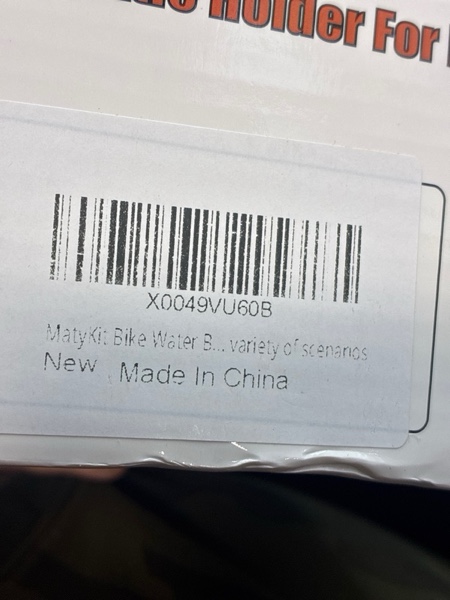 Holder For
X0049VU60B
MatyKit Bike Water B... variety of scenarios
New Made In China